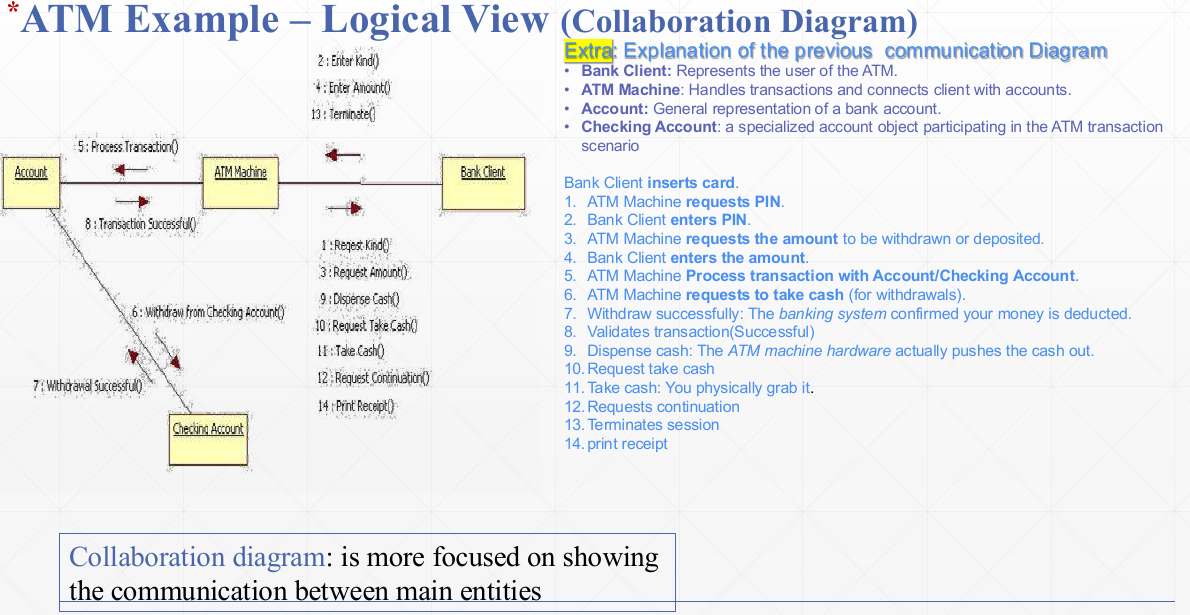 *ATM Example – Logical View (Collaboration Diagram)
2 : Enter Kind()
4 : Enter Amount()
13 : Terminate()
5 : Process Transaction()
Account
ATM Machine
Bank Client
8 : Transaction Successful()
1 : Reqest Kind()
3 : Request Amount()
9 : Dispense Cash()
10 : Request Take Cash()
11 : Take Cash()
12 : Request Continuation()
14 : Print Receipt()
6 : Withdraw from Checking Account()
7 : Withdrawal Successful()
Checking Account
Extra: Explanation of the previous communication Diagram
• Bank Client: Represents the user of the ATM.
• ATM Machine: Handles transactions and connects client with accounts.
• Account: General representation of a bank account.
• Checking Account: a specialized account object participating in the ATM transaction
scenario
Bank Client inserts card.
1. ATM Machine requests PIN.
2. Bank Client enters PIN.
3. ATM Machine requests the amount to be withdrawn or deposited.
4. Bank Client enters the amount.
5. ATM Machine Process transaction with Account/Checking Account.
6. ATM Machine requests to take cash (for withdrawals).
7. Withdraw successfully: The banking system confirmed your money is deducted.
8. Validates transaction(Successful)
9. Dispense cash: The ATM machine hardware actually pushes the cash out.
10. Request take cash
11. Take cash: You physically grab it.
12. Requests continuation
13. Terminates session
14. print receipt
Collaboration diagram: is more focused on showing
the communication between main entities